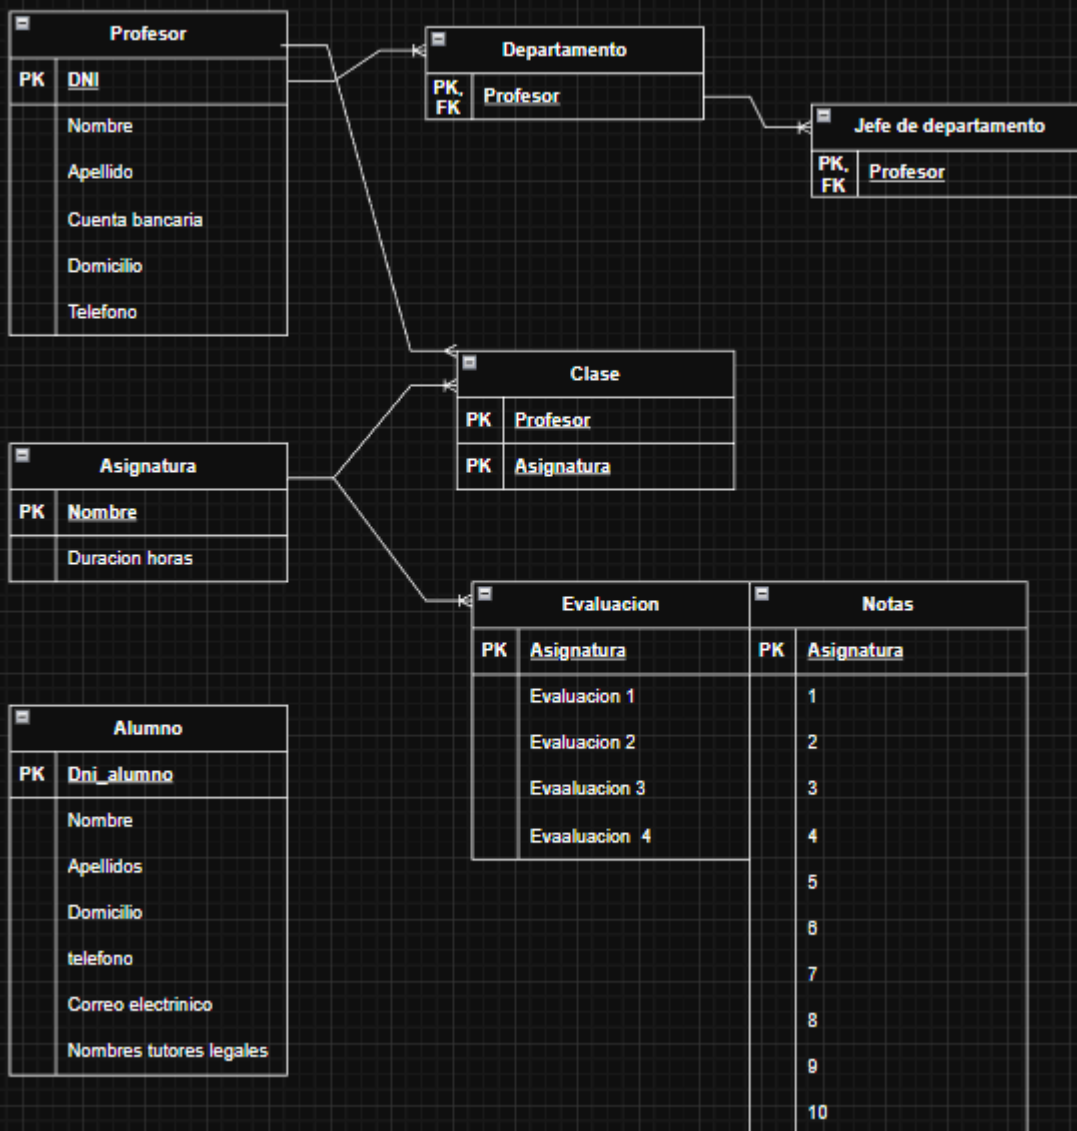 Profesor
PK DNI
Nombre
Apellido
Cuenta bancaria
Domicilio
Telefono
Departamento
PK, FK Profesor
Jefe de departamento
PK, FK Profesor
Clase
PK Profesor
PK Asignatura
Asignatura
PK Nombre
Duracion horas
Evaluacion
PK Asignatura
Evaluacion 1
Evaluacion 2
Evaaluacion 3
Evaaluacion 4
Notas
PK Asignatura
1
2
3
4
5
6
7
8
9
10
Alumno
PK Dni_alumno
Nombre
Apellidos
Domicilio
telefono
Correo electrinico
Nombres tutores legales